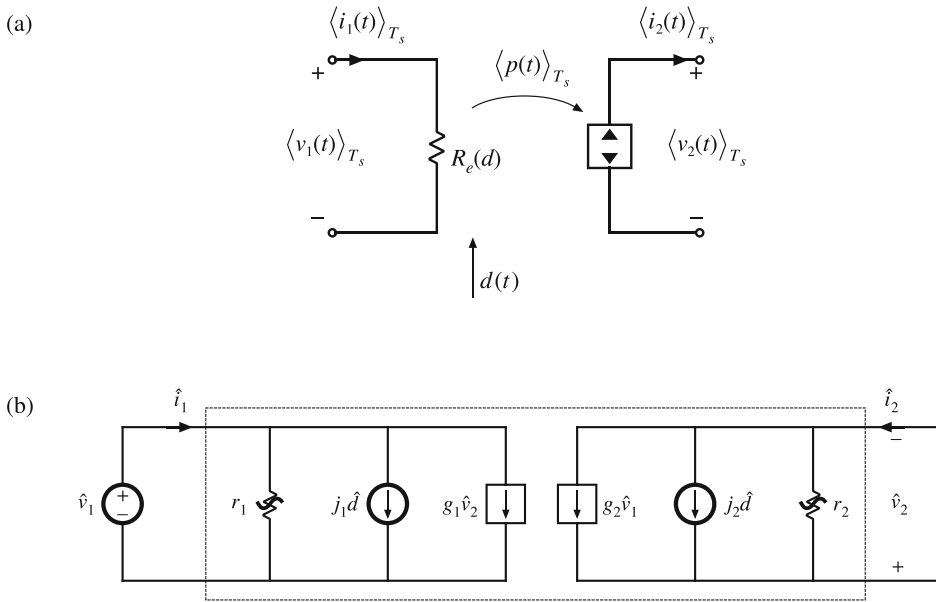 (a)
⟨i₁(t)⟩_{Tₛ} ⟨i₂(t)⟩_{Tₛ}
+ ⟨p(t)⟩_{Tₛ} +
⟨v₁(t)⟩_{Tₛ} Rₑ(d) ⟨v₂(t)⟩_{Tₛ}
− −
d(t)
(b)
î₁ î₂
−
v̂₁ + − r₁ j₁d̂ g₁v̂₂ g₂v̂₁ j₂d̂ r₂ v̂₂
+